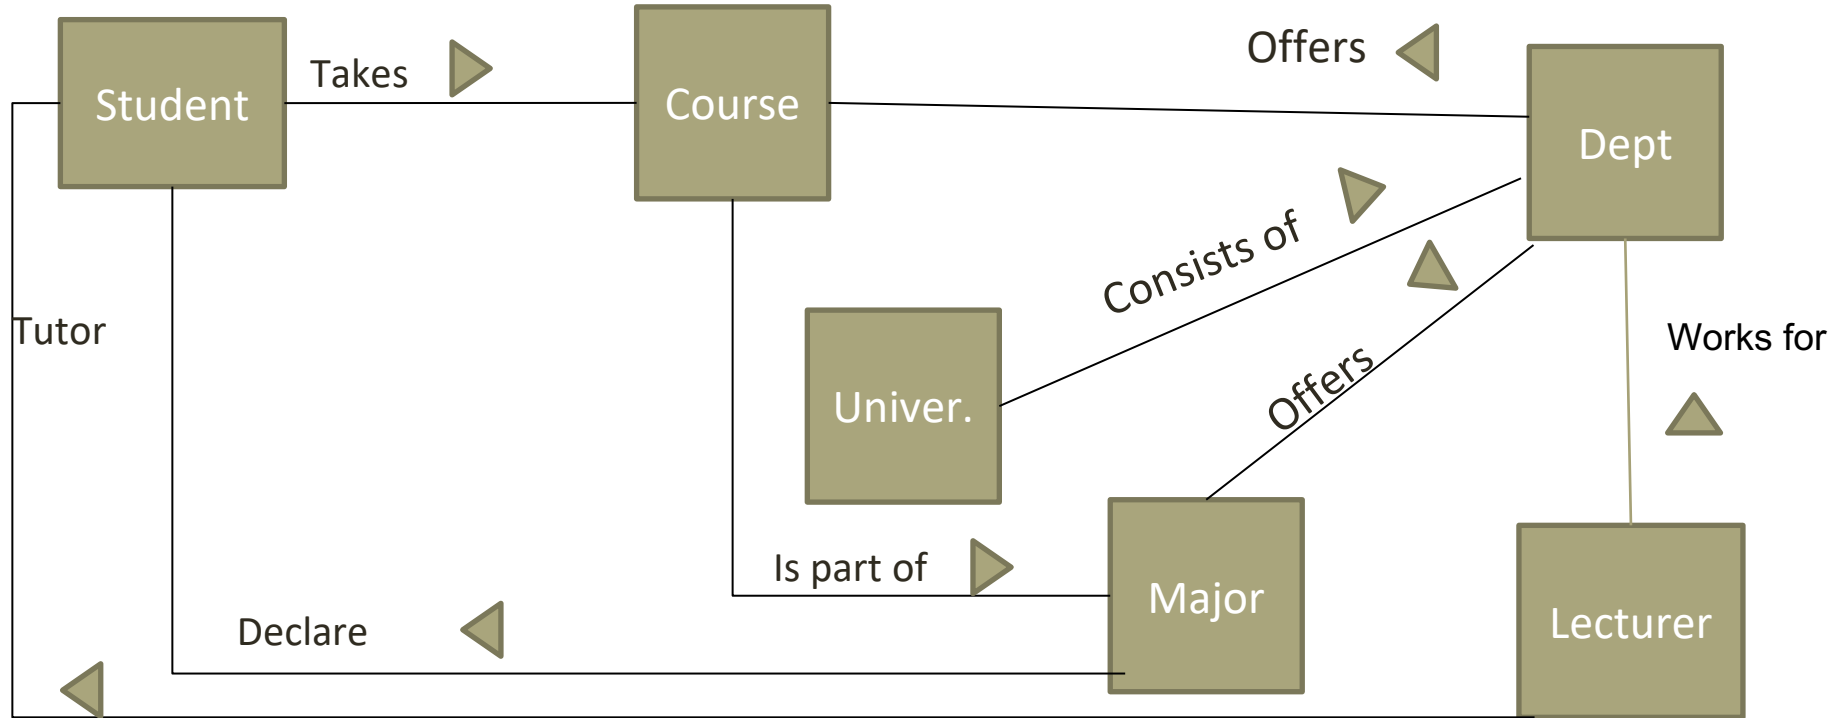 Offers
Takes
Student
Course
Dept
Consists of
Tutor
Works for
Offers
Univer.
Is part of
Major
Declare
Lecturer